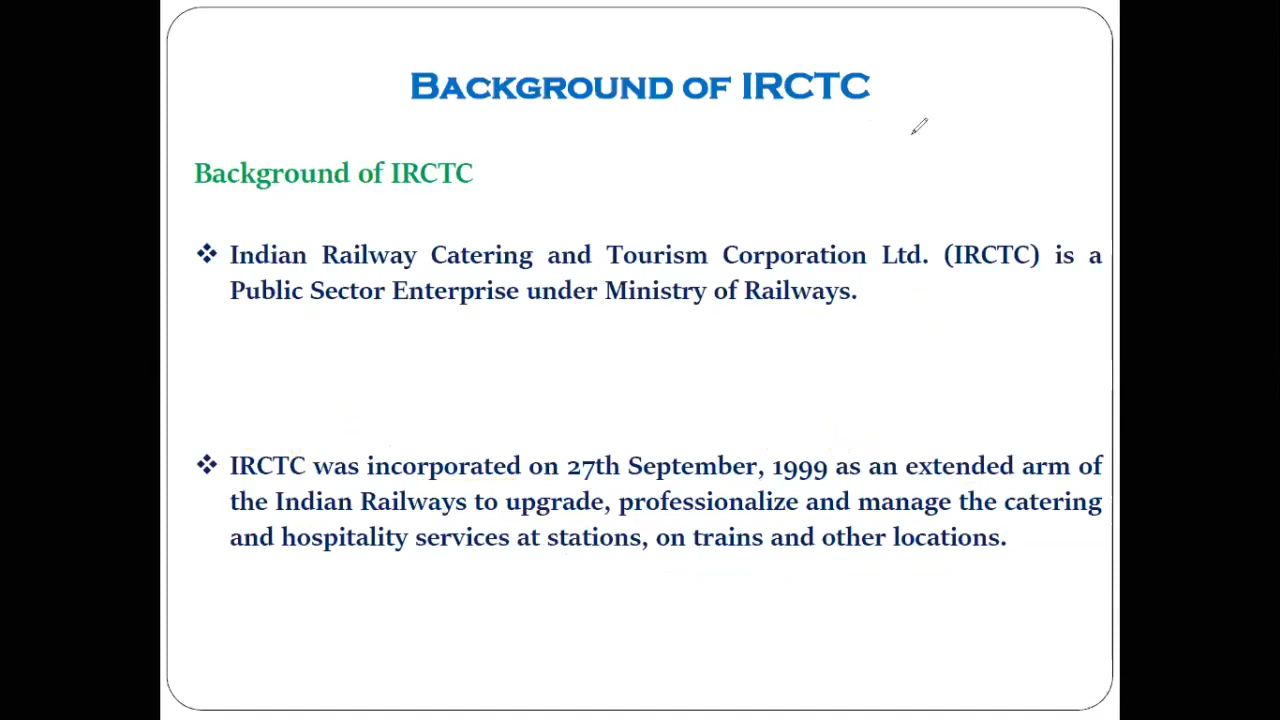 Background of IRCTC
Background of IRCTC
❖ Indian Railway Catering and Tourism Corporation Ltd. (IRCTC) is a
Public Sector Enterprise under Ministry of Railways.
❖ IRCTC was incorporated on 27th September, 1999 as an extended arm of
the Indian Railways to upgrade, professionalize and manage the catering
and hospitality services at stations, on trains and other locations.